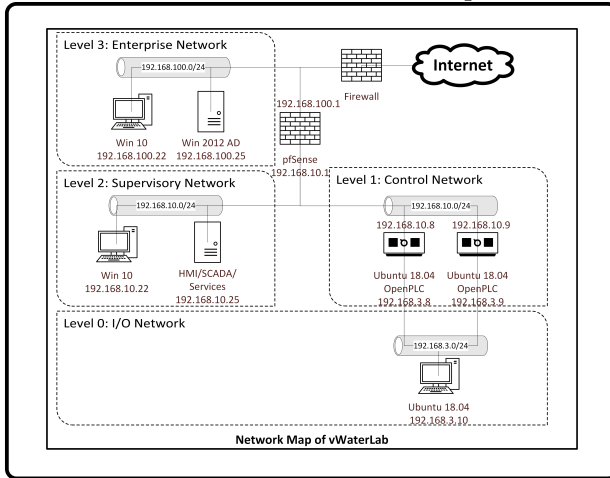 Level 3: Enterprise Network
192.168.100.0/24
Win 10
192.168.100.22
Win 2012 AD
192.168.100.25
Internet
Firewall
192.168.100.1
pfSense
192.168.10.1
Level 2: Supervisory Network
192.168.10.0/24
Win 10
192.168.10.22
HMI/SCADA/
Services
192.168.10.25
Level 1: Control Network
192.168.10.0/24
192.168.10.8
192.168.10.9
Ubuntu 18.04
OpenPLC
192.168.3.8
Ubuntu 18.04
OpenPLC
192.168.3.9
Level 0: I/O Network
192.168.3.0/24
Ubuntu 18.04
192.168.3.10
Network Map of vWaterLab